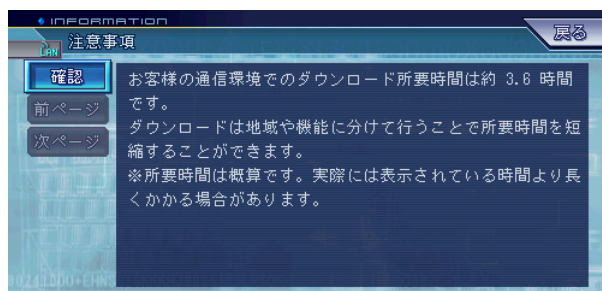 INFORMATION
戻る
LAN 注意事項
確認
前ページ
次ページ
お客様の通信環境でのダウンロード所要時間は約 3.6 時間
です。
ダウンロードは地域や機能に分けて行うことで所要時間を短
縮することができます。
※所要時間は概算です。実際には表示されている時間より長
くかかる場合があります。